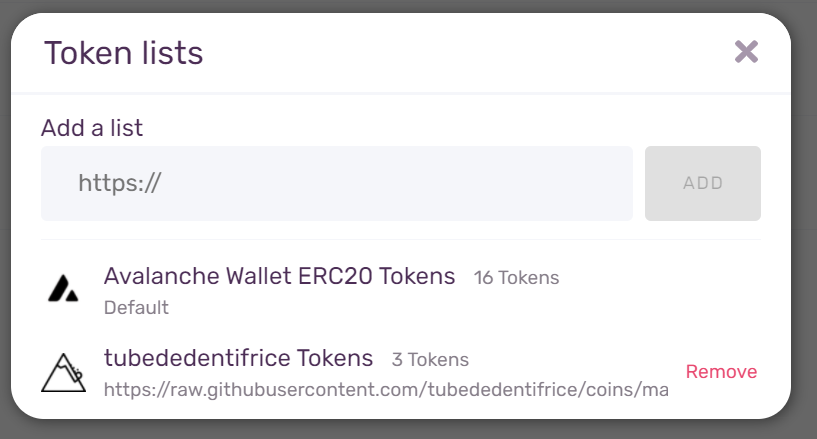 Token lists
Add a list
https://
ADD
Avalanche Wallet ERC20 Tokens 16 Tokens
Default
tubededentifrice Tokens 3 Tokens
https://raw.githubusercontent.com/tubededentifrice/coins/ma
Remove